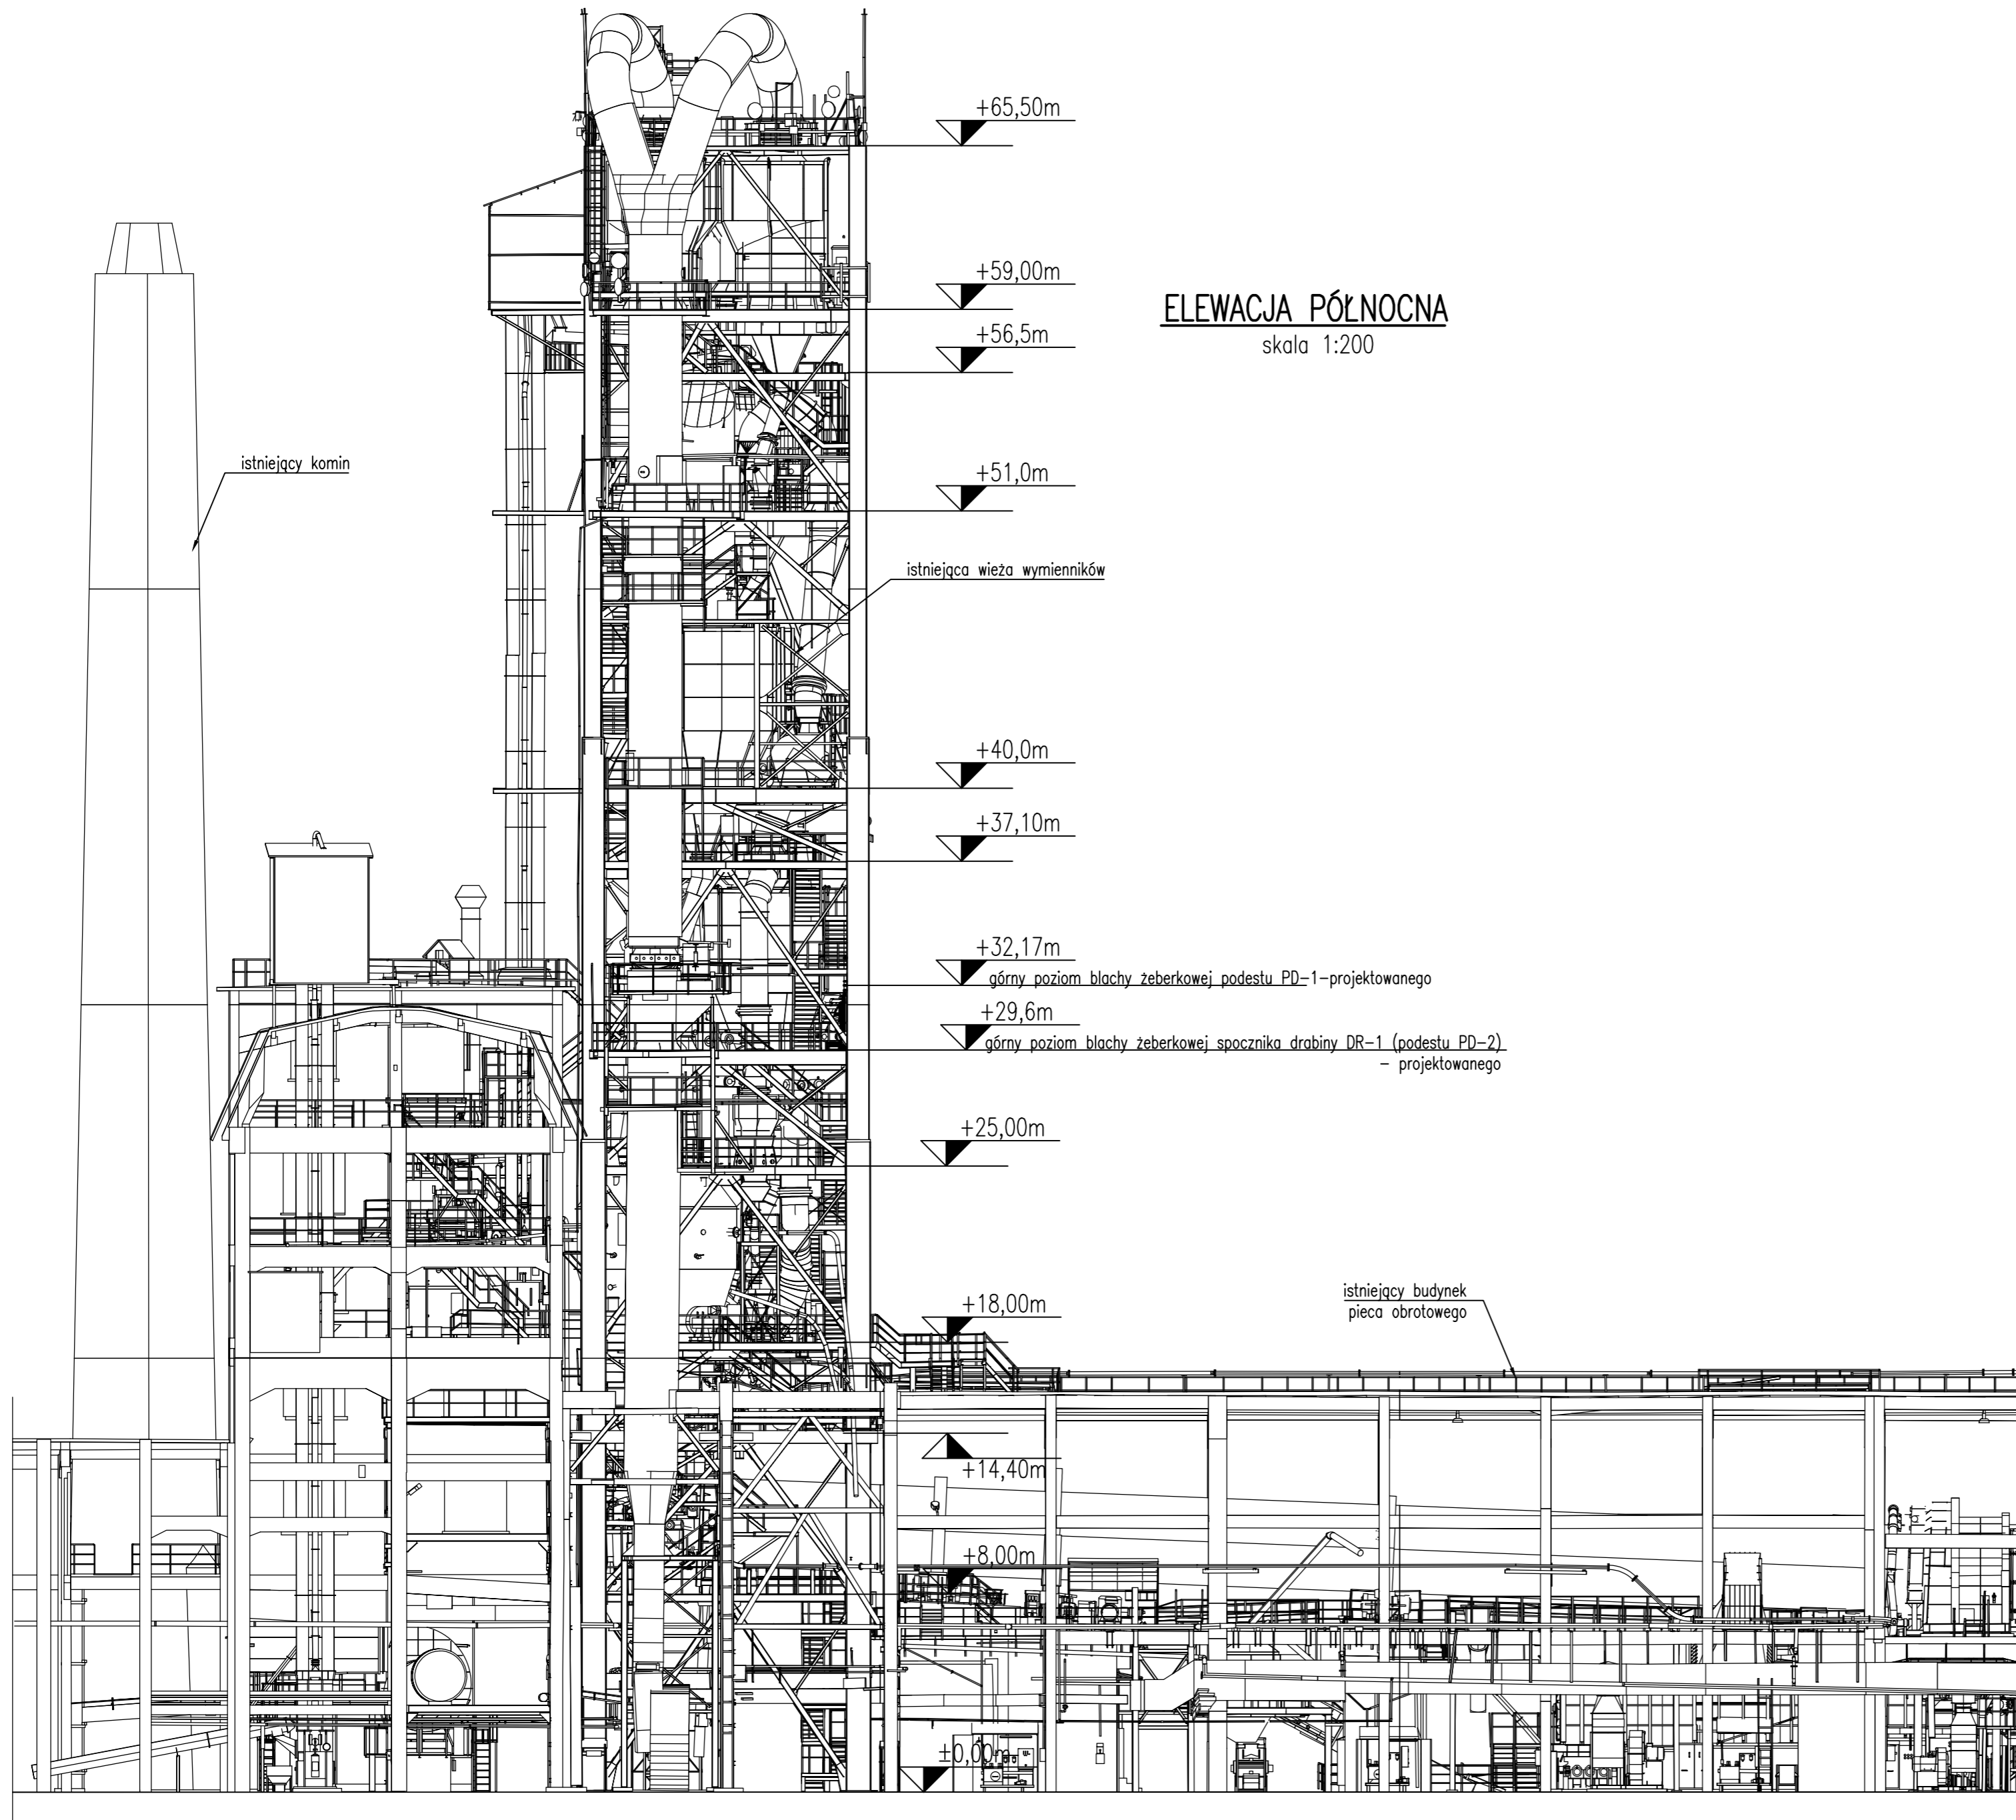 +65,50m
+59,00m
ELEWACJA PÓŁNOCNA
skala 1:200
+56,5m
istniejący komin
+51,0m
istniejąca wieża wymienników
+40,0m
+37,10m
+32,17m
górny poziom blachy żeberkowej podestu PD-1-projektowanego
+29,6m
górny poziom blachy żeberkowej spocznika drabiny DR-1 (podestu PD-2)
- projektowanego
+25,00m
istniejący budynek
pieca obrotowego
+18,00m
+14,40m
+8,00m
±0,00m